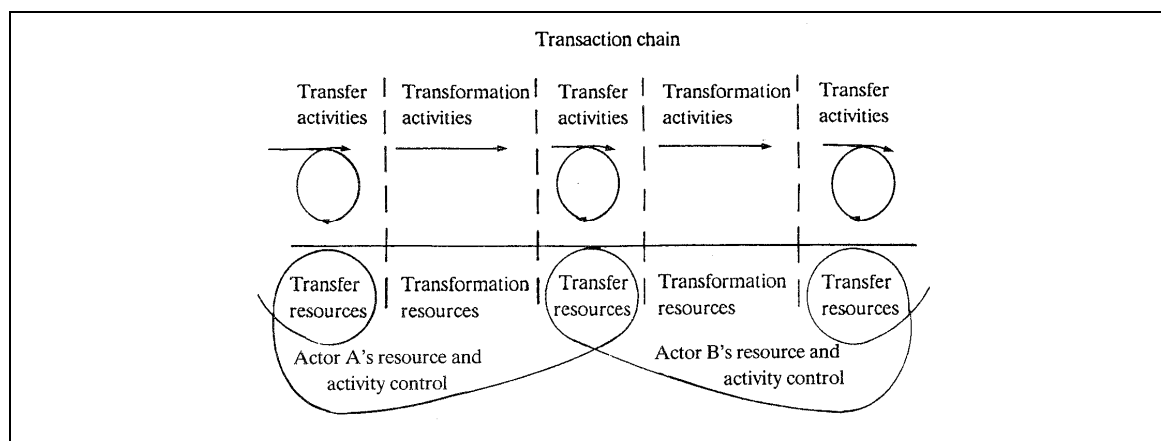 Transaction chain
Transfer
activities
Transformation
activities
Transfer
activities
Transformation
activities
Transfer
activities
Transfer
resources
Transformation
resources
Transfer
resources
Transformation
resources
Transfer
resources
Actor A's resource and
activity control
Actor B's resource and
activity control